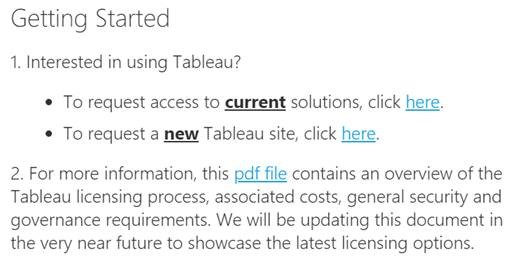 Getting Started
1. Interested in using Tableau?
• To request access to current solutions, click here.
• To request a new Tableau site, click here.
2. For more information, this pdf file contains an overview of the
Tableau licensing process, associated costs, general security and
governance requirements. We will be updating this document in
the very near future to showcase the latest licensing options.